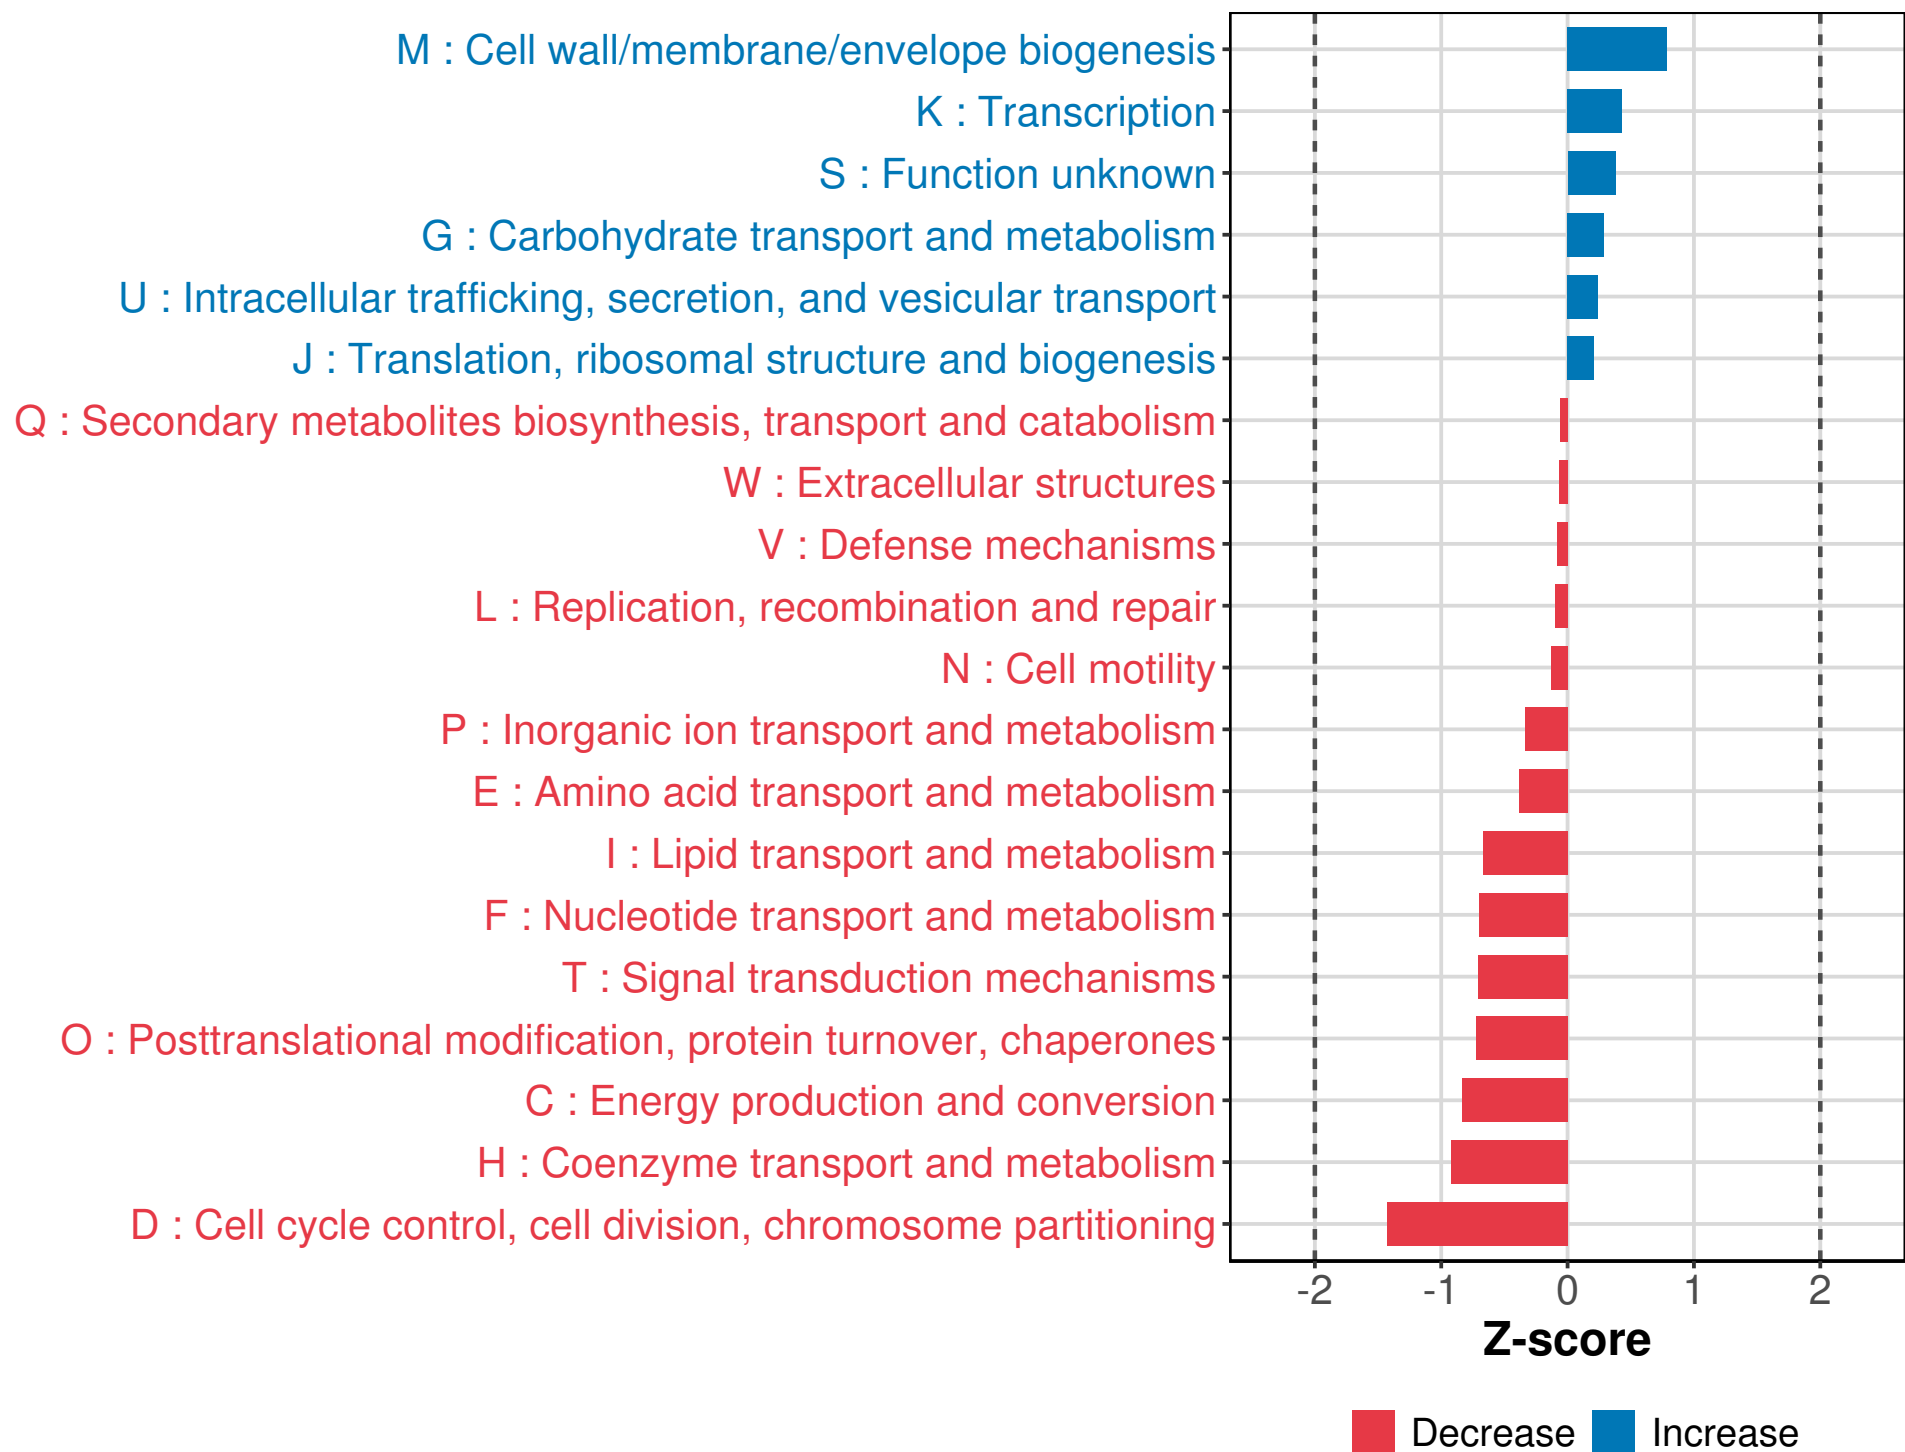 M : Cell wall/membrane/envelope biogenesis
K : Transcription
S : Function unknown
G : Carbohydrate transport and metabolism
U : Intracellular trafficking, secretion, and vesicular transport
J : Translation, ribosomal structure and biogenesis
Q : Secondary metabolites biosynthesis, transport and catabolism
W : Extracellular structures
V : Defense mechanisms
L : Replication, recombination and repair
N : Cell motility
P : Inorganic ion transport and metabolism
E : Amino acid transport and metabolism
I : Lipid transport and metabolism
F : Nucleotide transport and metabolism
T : Signal transduction mechanisms
O : Posttranslational modification, protein turnover, chaperones
C : Energy production and conversion
H : Coenzyme transport and metabolism
D : Cell cycle control, cell division, chromosome partitioning
-2 -1 0 1 2
Z-score
Decrease Increase